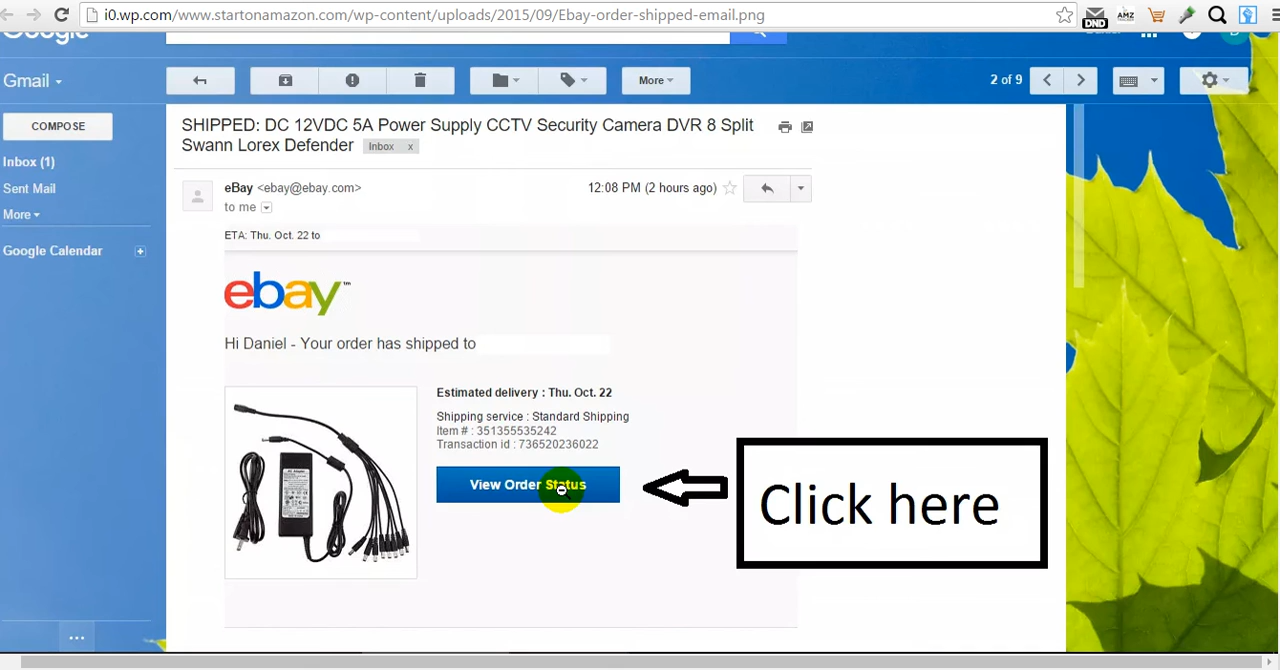 i0.wp.com/www.startonamazon.com/wp-content/uploads/2015/09/Ebay-order-shipped-email.png
DND
AMZ
Google
Gmail
More
2 of 9
COMPOSE
SHIPPED: DC 12VDC 5A Power Supply CCTV Security Camera DVR 8 Split
Swann Lorex Defender Inbox x
Inbox (1)
Sent Mail
More
Google Calendar
eBay <ebay@ebay.com>
12:08 PM (2 hours ago)
to me
ETA: Thu. Oct. 22 to
ebay™
Hi Daniel - Your order has shipped to
Estimated delivery : Thu. Oct. 22
Shipping service : Standard Shipping
Item # : 351355535242
Transaction id : 736520236022
View Order Status
Click here